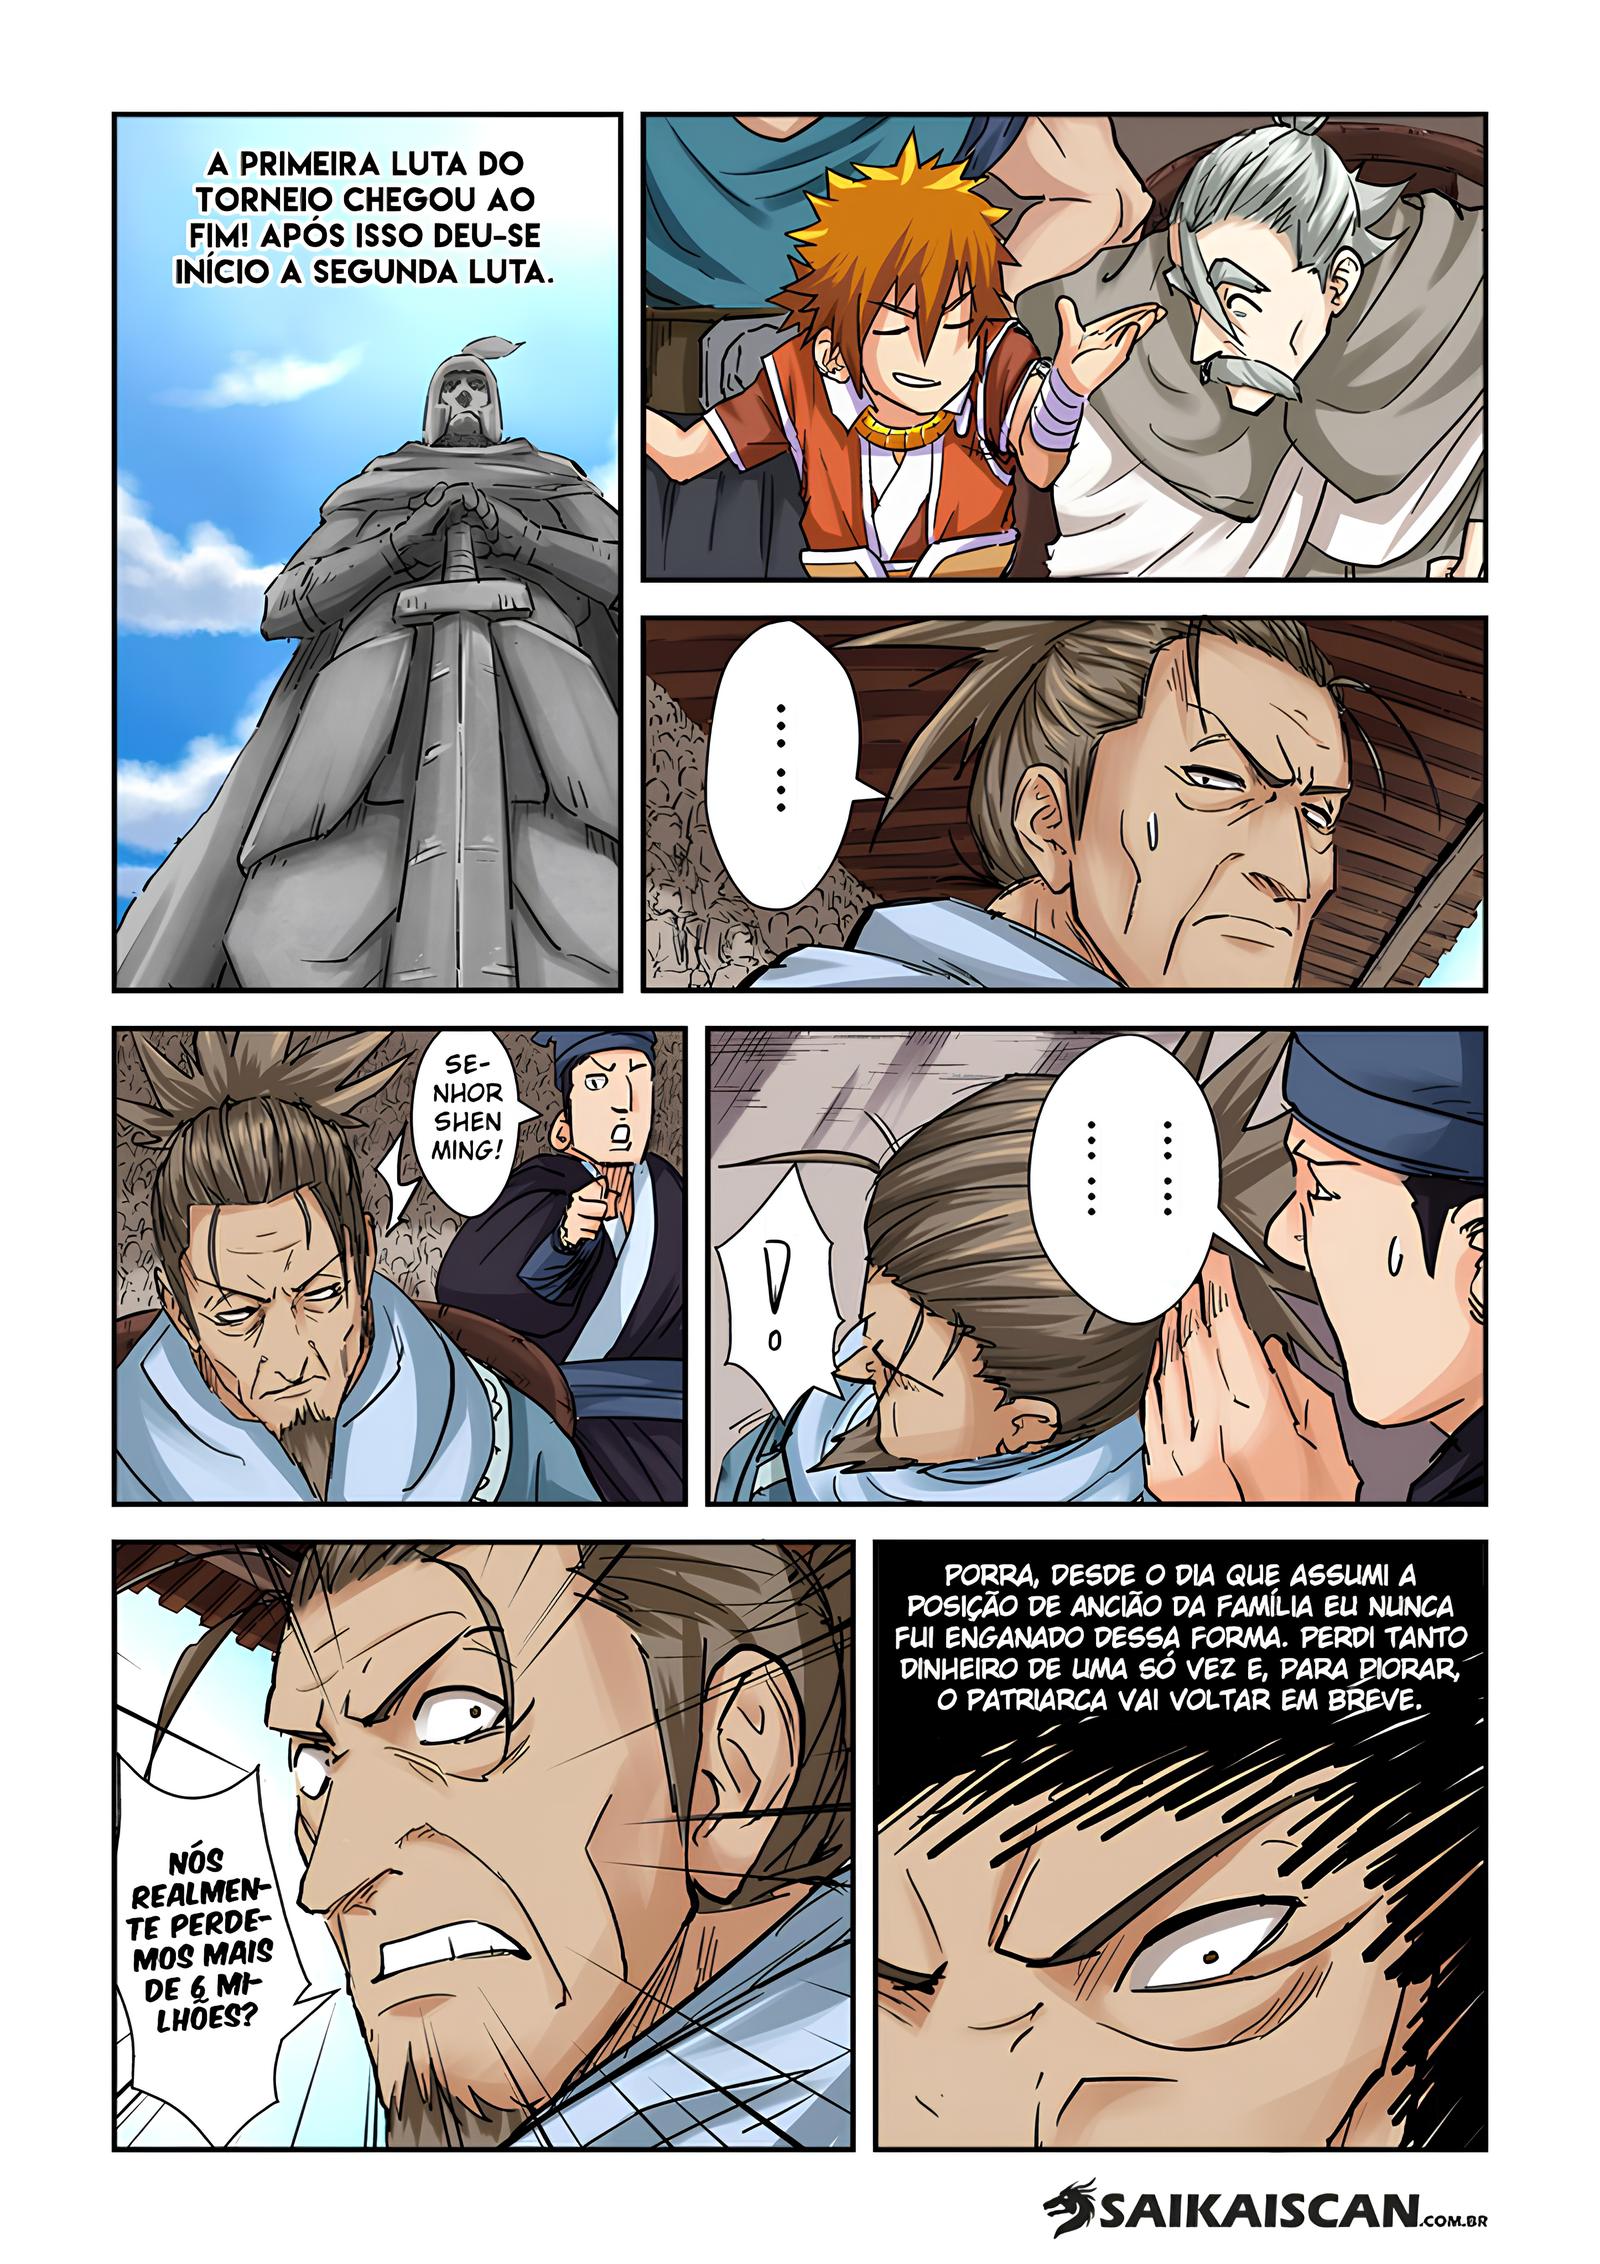 A PRIMEIRA LUTA DO
TORNEIO CHEGOU AO
FIM! APÓS ISSO DEU-SE
INÍCIO A SEGUNDA LUTA.
......
SE-
NHOR
SHEN
MING!
!
PORRA, DESDE O DIA QUE ASSUMI A
POSIÇÃO DE ANCIÃO DA FAMÍLIA EU NUNCA
FUI ENGANADO DESSA FORMA. PERDI TANTO
DINHEIRO DE UMA SÓ VEZ E, PARA PIORAR,
O PATRIARCA VAI VOLTAR EM BREVE.
NÓS
REALMEN-
TE PERDE-
MOS MAIS
DE 6 MI-
LHÕES?
SAIKAISCAN.COM.BR